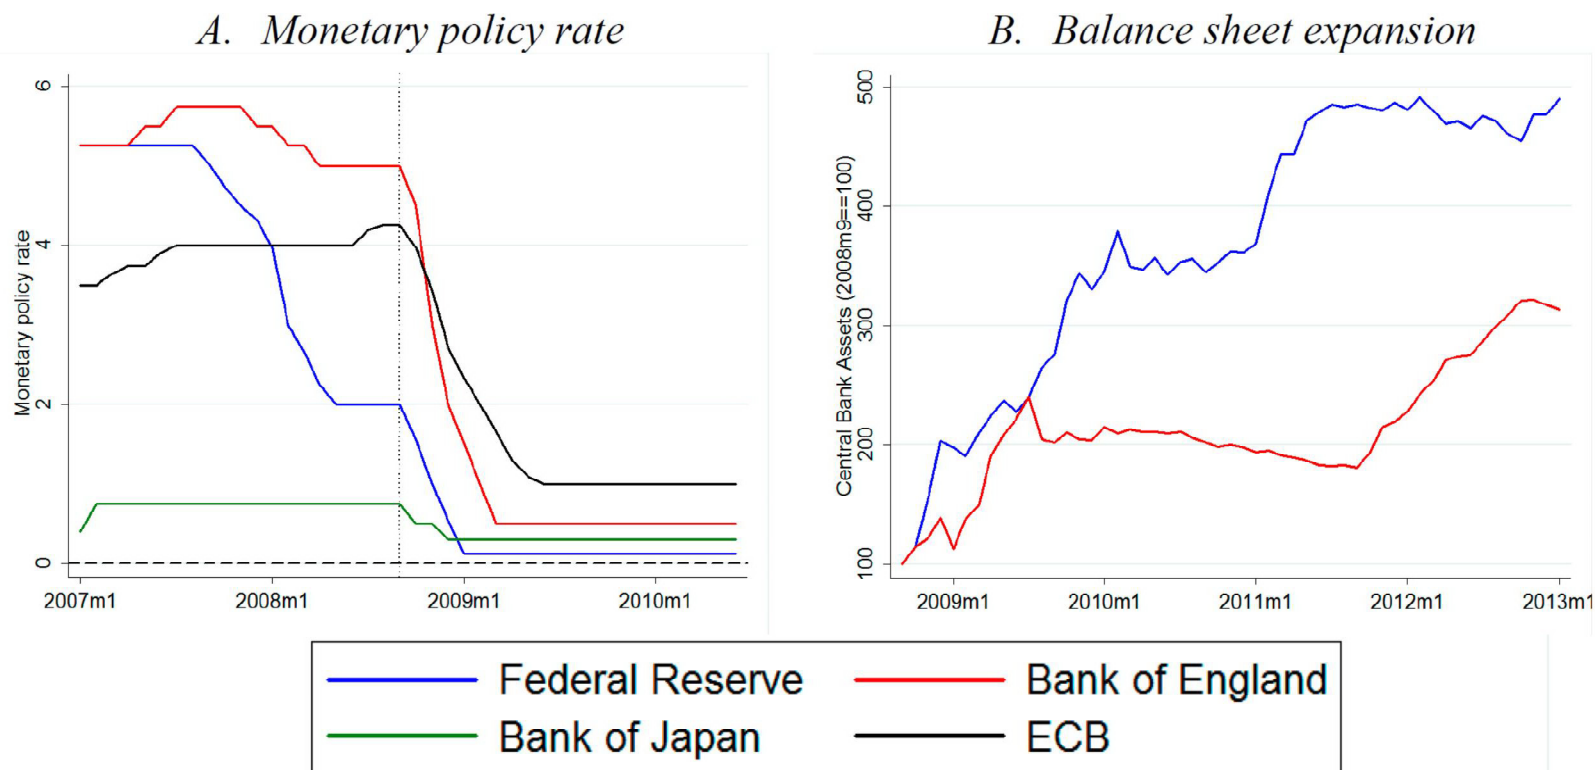 A. Monetary policy rate
Monetary policy rate
6
4
2
0
2007m1 2008m1 2009m1 2010m1
B. Balance sheet expansion
Central Bank Assets (2008m9==100)
500
400
300
200
100
2009m1 2010m1 2011m1 2012m1 2013m1
Federal Reserve Bank of England
Bank of Japan ECB